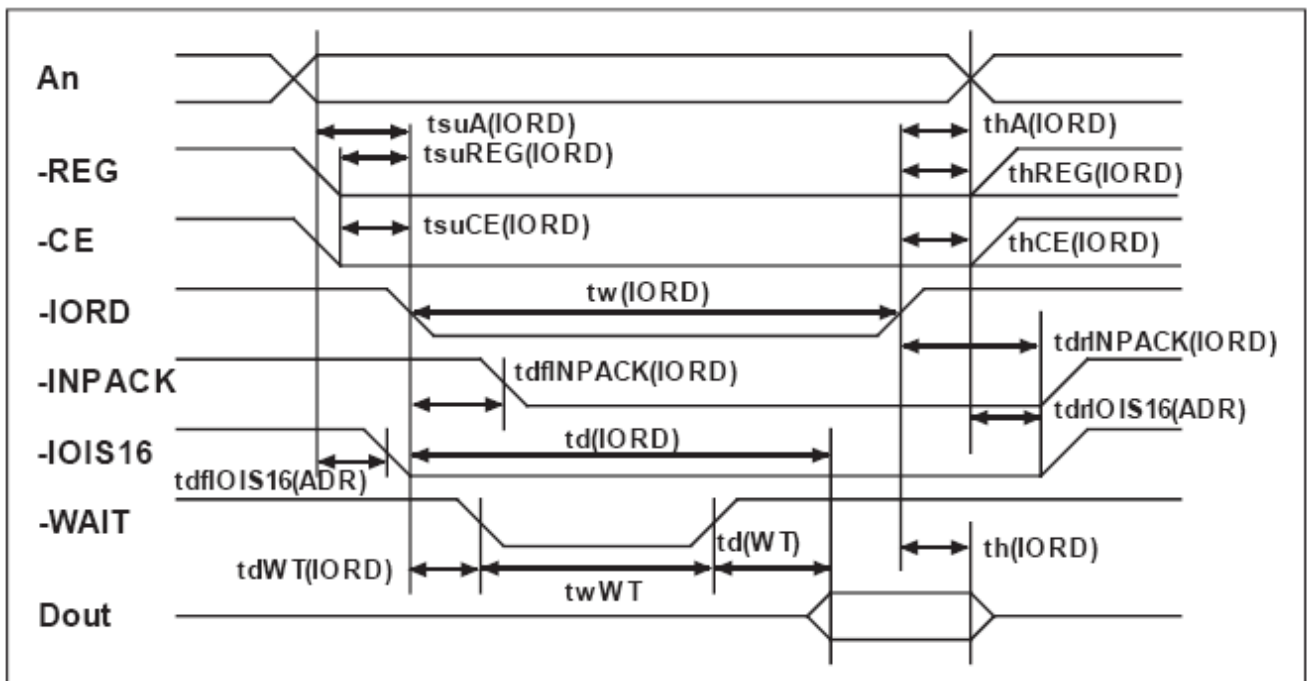 An
tsuA(IORD)
thA(IORD)
-REG
tsuREG(IORD)
thREG(IORD)
-CE
tsuCE(IORD)
thCE(IORD)
-IORD
tw(IORD)
tdrINPACK(IORD)
-INPACK
tdfINPACK(IORD)
tdrIOIS16(ADR)
-IOIS16
td(IORD)
tdfIOIS16(ADR)
-WAIT
td(WT)
th(IORD)
tdWT(IORD)
twWT
Dout